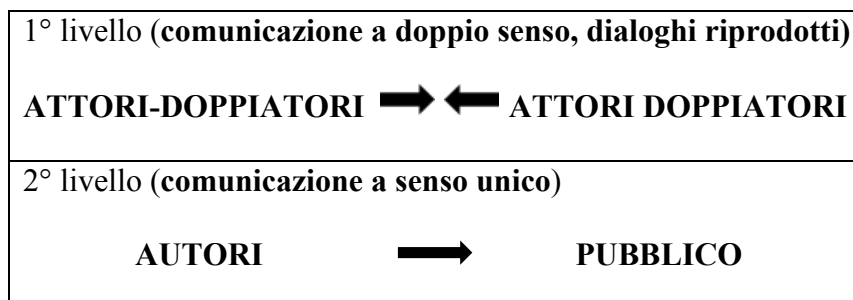 1° livello (comunicazione a doppio senso, dialoghi riprodotti)
ATTORI-DOPPIATORI ATTORI DOPPIATORI
2° livello (comunicazione a senso unico)
AUTORI PUBBLICO